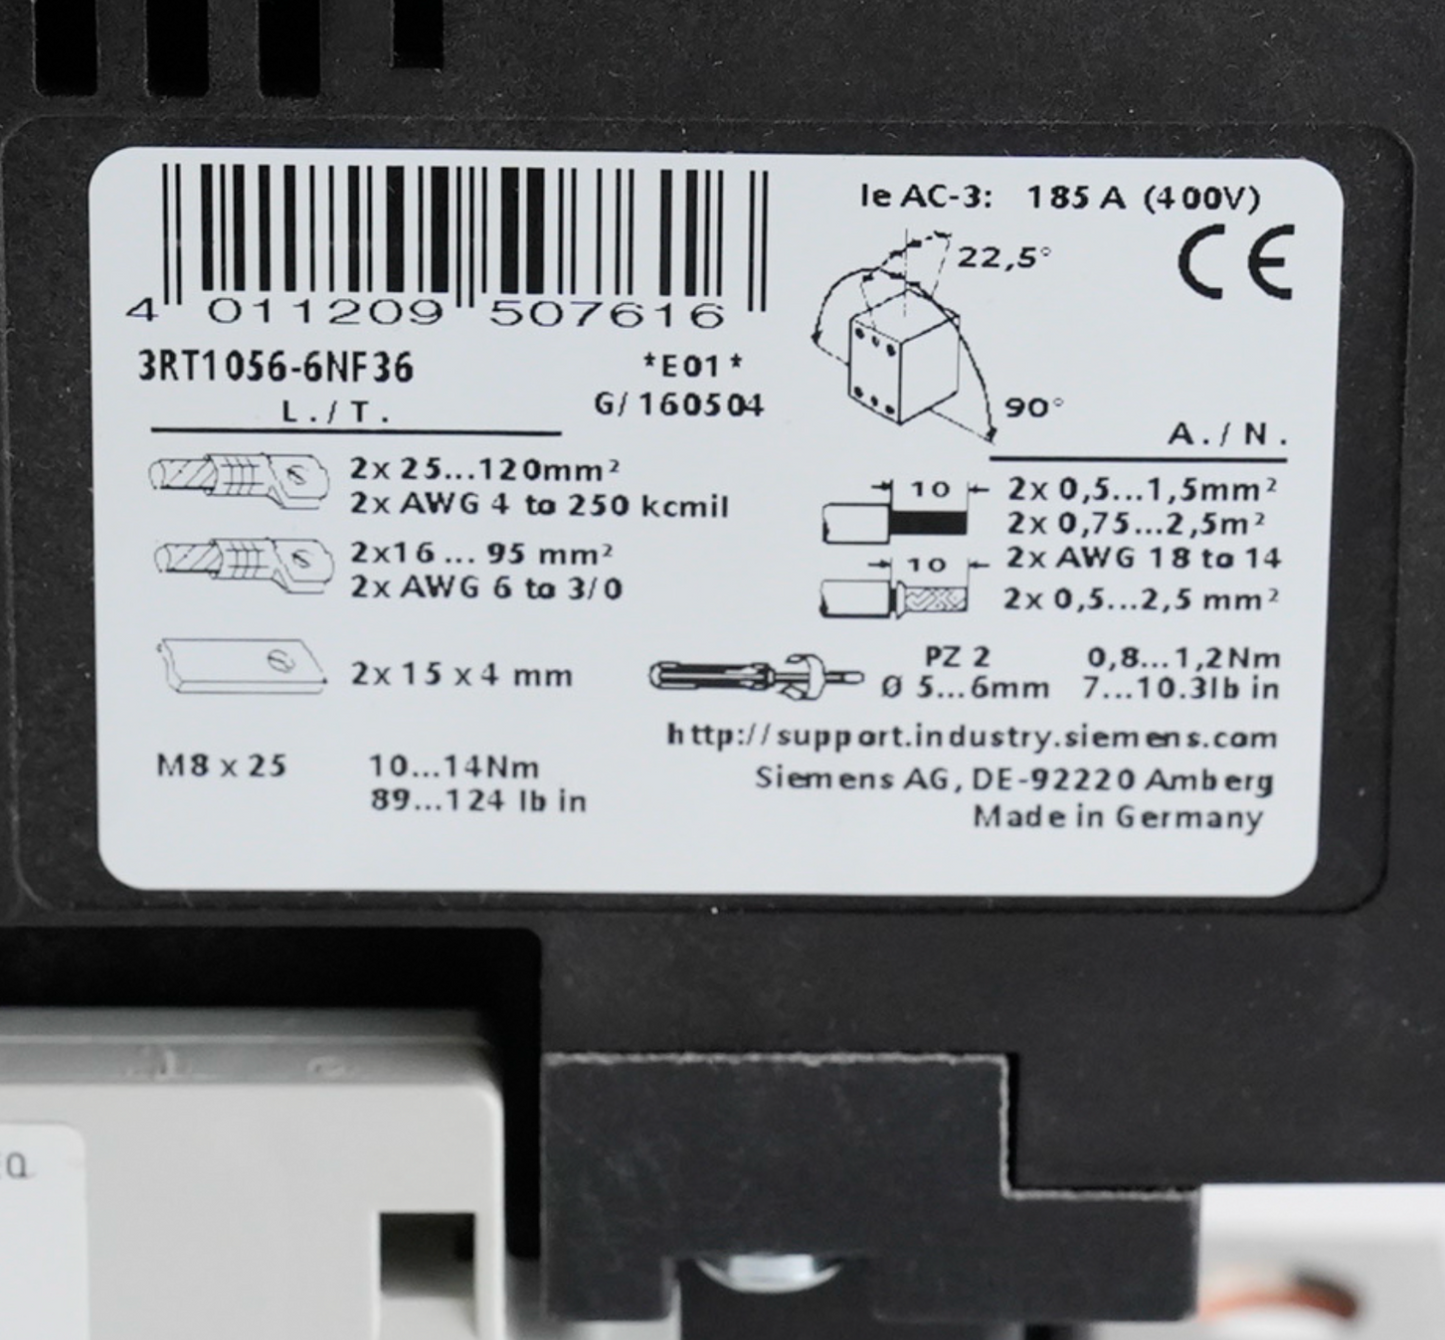 Ie AC-3: 185 A (400V)
CE
22,5°
90°
4 011209 507616
3RT1056-6NF36
*E01*
G/160504
L./T.
2x 25...120mm²
2x AWG 4 to 250 kcmil
2x16 ... 95 mm²
2x AWG 6 to 3/0
2x 15 x 4 mm
M8 x 25
10...14Nm
89...124 lb in
A./N.
10
2x 0,5...1,5mm²
2x 0,75...2,5m²
10
2x AWG 18 to 14
2x 0,5...2,5 mm²
PZ 2 0,8...1,2Nm
Ø 5...6mm 7...10.3lb in
http://support.industry.siemens.com
Siemens AG, DE-92220 Amberg
Made in Germany